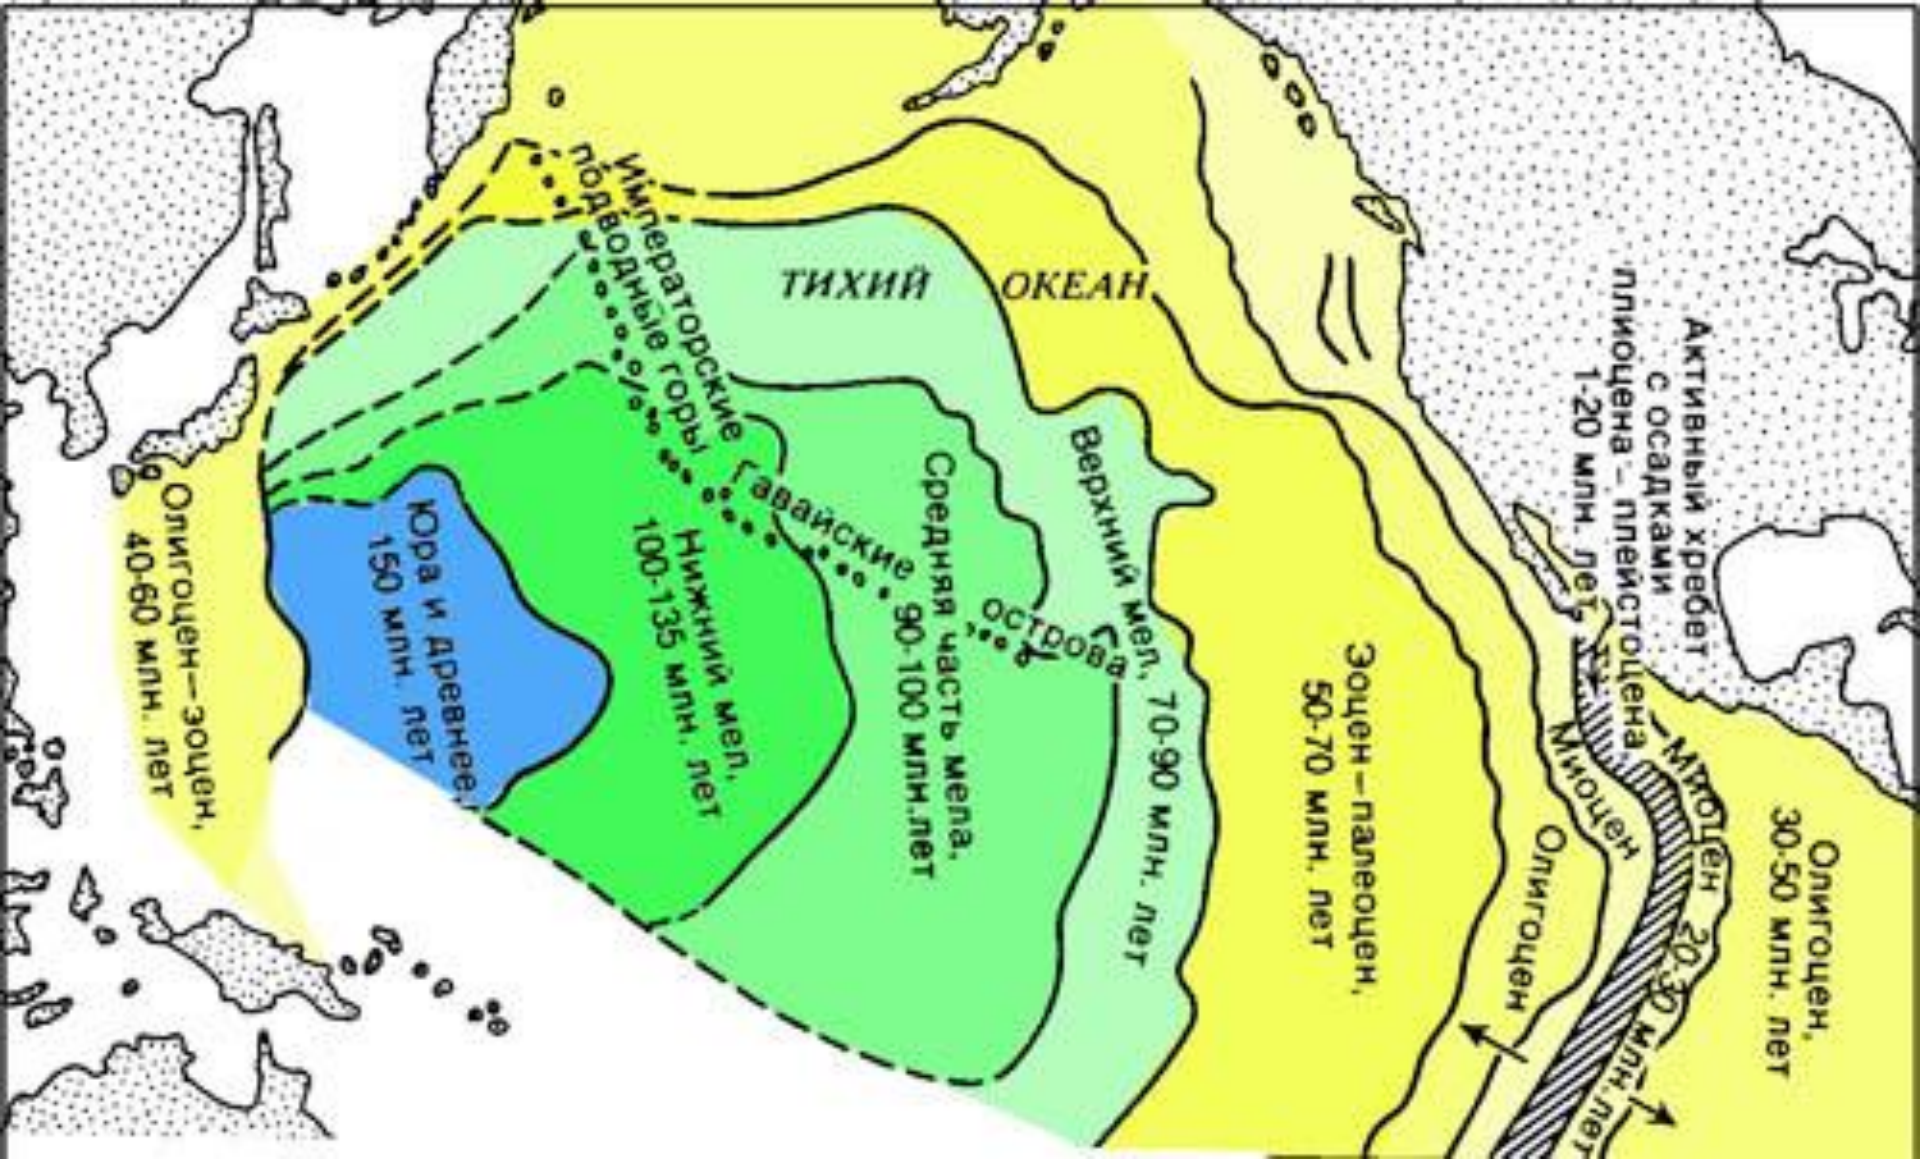 ТИХИЙ ОКЕАН
Императорские
подводные горы
Гавайские
острова
Олигоцен-эоцен,
40-60 млн. лет
Юра и древнее,
150 млн. лет
Нижний мел,
100-135 млн. лет
Средняя часть мела,
90-100 млн.лет
Верхний мел, 70-90 млн. лет
Эоцен-палеоцен,
50-70 млн. лет
Олигоцен
Миоцен
Миоцен 20-30 млн. лет
Олигоцен,
30-50 млн. лет
Активный хребет
с осадками
плиоцена - плейстоцена
1-20 млн. лет